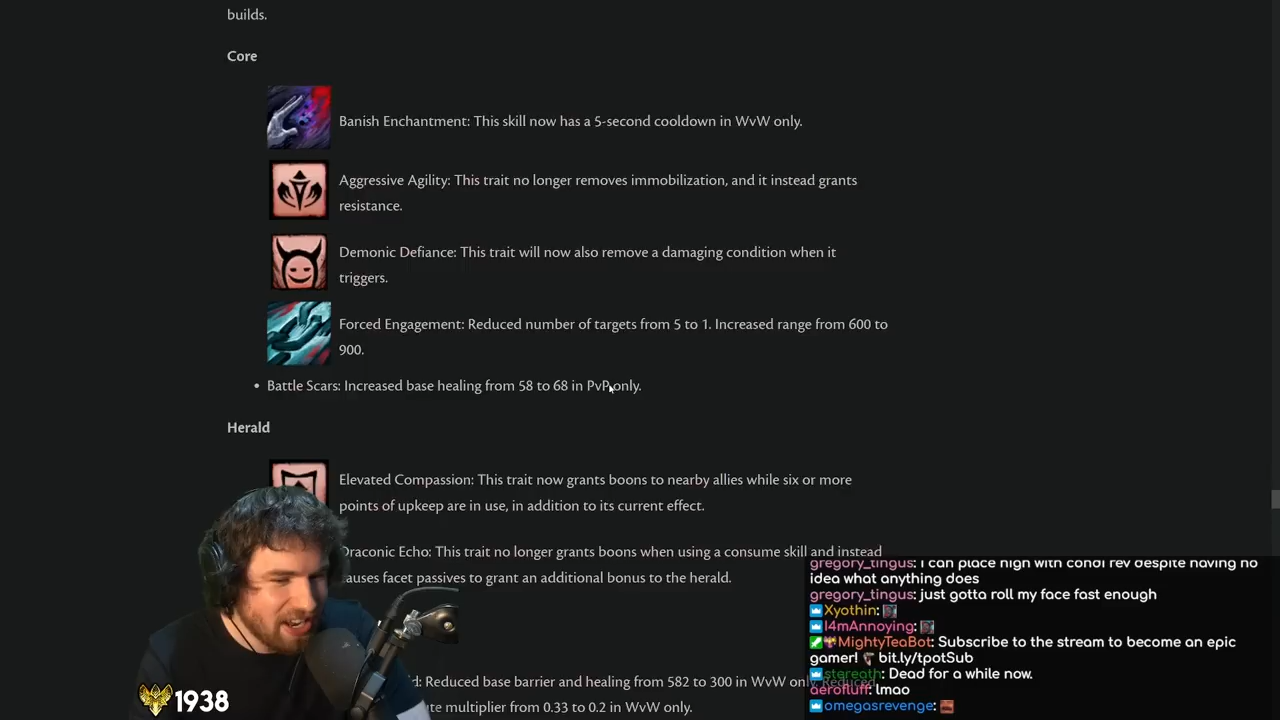 builds.
Core
Banish Enchantment: This skill now has a 5-second cooldown in WvW only.
Aggressive Agility: This trait no longer removes immobilization, and it instead grants
resistance.
Demonic Defiance: This trait will now also remove a damaging condition when it
triggers.
Forced Engagement: Reduced number of targets from 5 to 1. Increased range from 600 to
900.
• Battle Scars: Increased base healing from 58 to 68 in PvP only.
Herald
Elevated Compassion: This trait now grants boons to nearby allies while six or more
points of upkeep are in use, in addition to its current effect.
Draconic Echo: This trait no longer grants boons when using a consume skill and instead
causes facet passives to grant an additional bonus to the herald.
Reduced base barrier and healing from 582 to 300 in WvW only. Reduced
multiplier from 0.33 to 0.2 in WvW only.
gregory_tingus: i can place high with condi rev despite having no
idea what anything does
gregory_tingus: just gotta roll my face fast enough
Xyothin:
I4mAnnoying:
MightyTeaBot: Subscribe to the stream to become an epic
gamer! bit.ly/tpotSub
stereath: Dead for a while now.
aerofluff: lmao
omegasrevenge:
1938